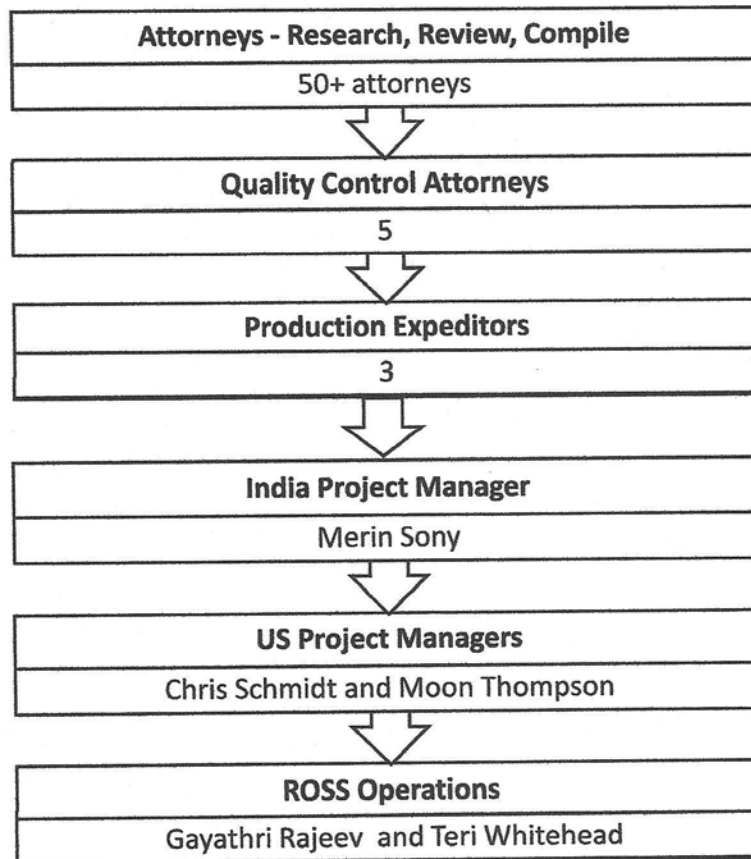 Attorneys - Research, Review, Compile
50+ attorneys
Quality Control Attorneys
5
Production Expeditors
3
India Project Manager
Merin Sony
US Project Managers
Chris Schmidt and Moon Thompson
ROSS Operations
Gayathri Rajeev and Teri Whitehead